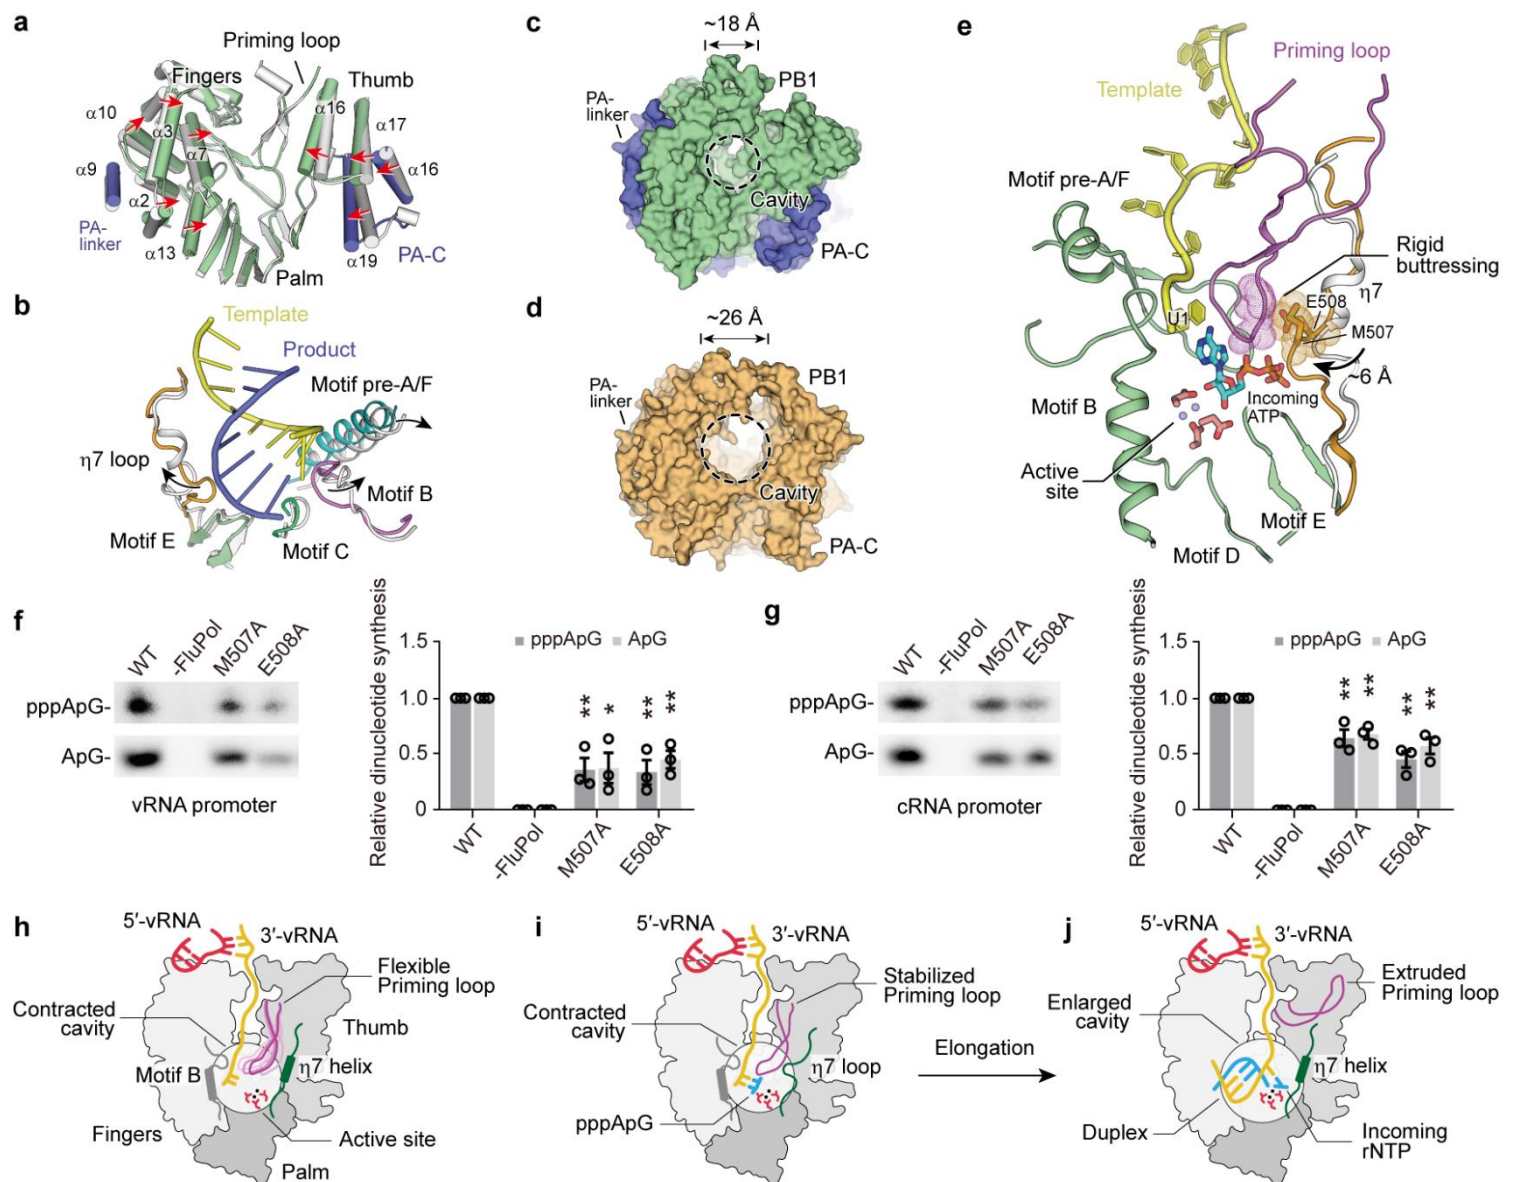 a
Priming loop
Fingers
Thumb
α10
α3
α16
α17
α7
α9
α16
α2
PA-
linker
α13
Palm
α19
PA-C
b
Template
Product
Motif pre-A/F
η7 loop
Motif B
Motif E
Motif C
c
~18 Å
PB1
PA-
linker
Cavity
PA-C
d
~26 Å
PB1
PA-
linker
Cavity
PA-C
e
Priming loop
Template
Motif pre-A/F
Rigid
buttressing
η7
U1
E508
M507
~6 Å
Incoming
ATP
Motif B
Active
site
Motif E
Motif D
f
WT
-FluPol
M507A
E508A
pppApG-
ApG-
vRNA promoter
Relative dinucleotide synthesis
pppApG
ApG
1.5
1.0
0.5
0
**
*
**
**
WT
-FluPol
M507A
E508A
g
WT
-FluPol
M507A
E508A
pppApG-
ApG-
cRNA promoter
Relative dinucleotide synthesis
pppApG
ApG
1.5
1.0
0.5
0
**
**
**
**
WT
-FluPol
M507A
E508A
h
5′-vRNA
3′-vRNA
Flexible
Priming loop
Contracted
cavity
Thumb
Motif B
η7 helix
Fingers
Active site
Palm
i
5′-vRNA
3′-vRNA
Stabilized
Priming loop
Contracted
cavity
η7 loop
pppApG
Elongation
j
5′-vRNA
3′-vRNA
Extruded
Priming loop
Enlarged
cavity
η7 helix
Duplex
Incoming
rNTP